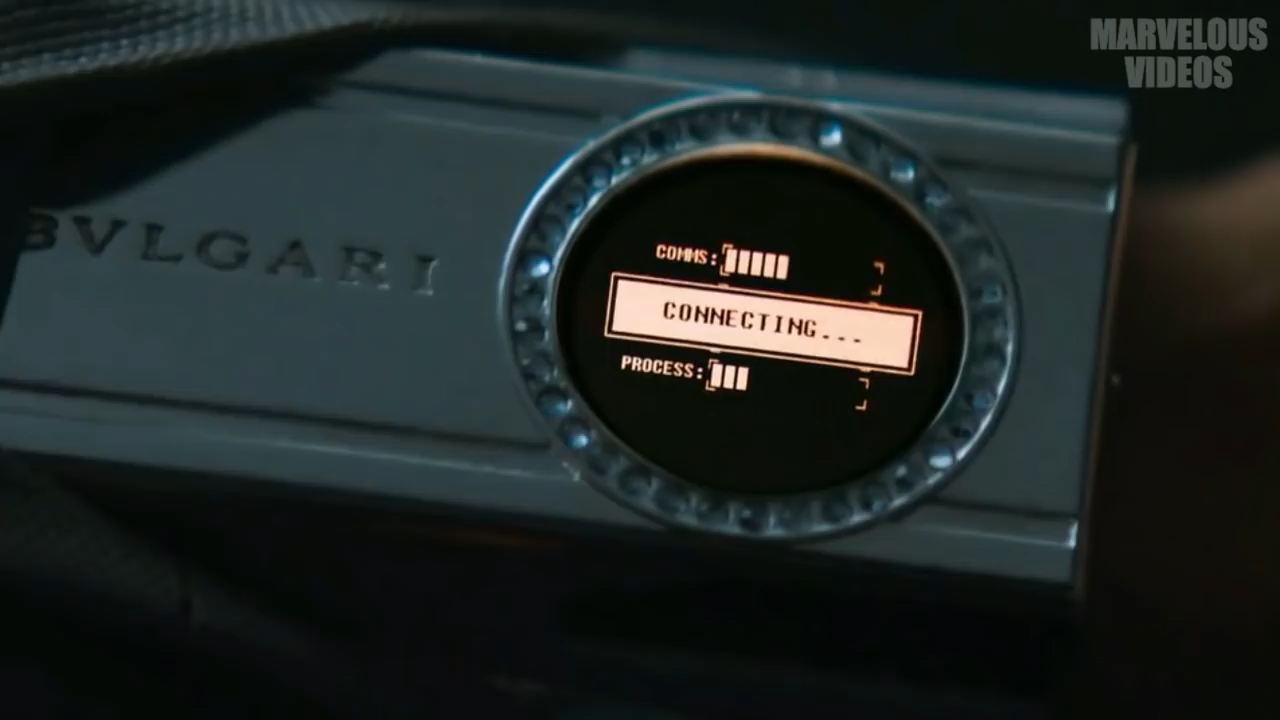 MARVELOUS
VIDEOS
BVLGARI
COMMS:
CONNECTING...
PROCESS: